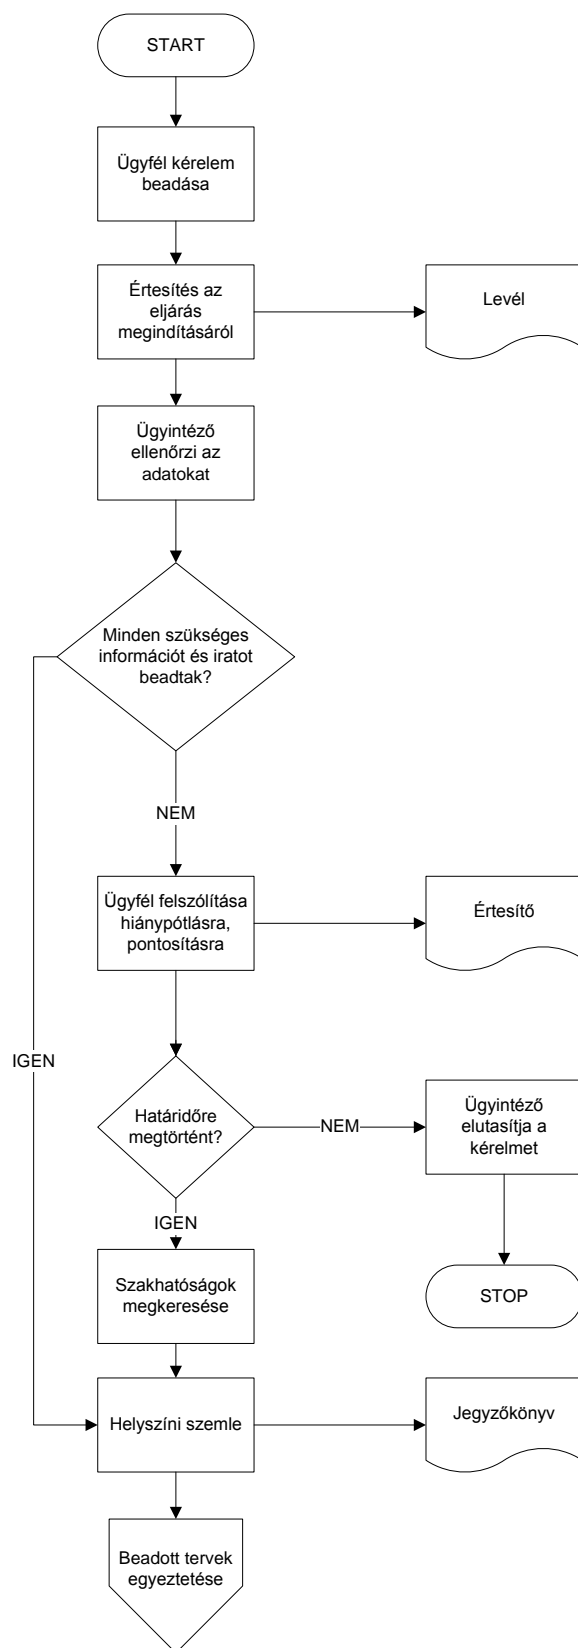 START
Ügyfél kérelem
beadása
Értesítés az
eljárás
megindításáról
Levél
Ügyintéző
ellenőrzi az
adatokat
Minden szükséges
információt és iratot
beadtak?
NEM
Ügyfél felszólítása
hiánypótlásra,
pontosításra
Értesítő
IGEN
Határidőre
megtörtént?
NEM
Ügyintéző
elutasítja a
kérelmet
IGEN
Szakhatóságok
megkeresése
STOP
Helyszíni szemle
Jegyzőkönyv
Beadott tervek
egyeztetése